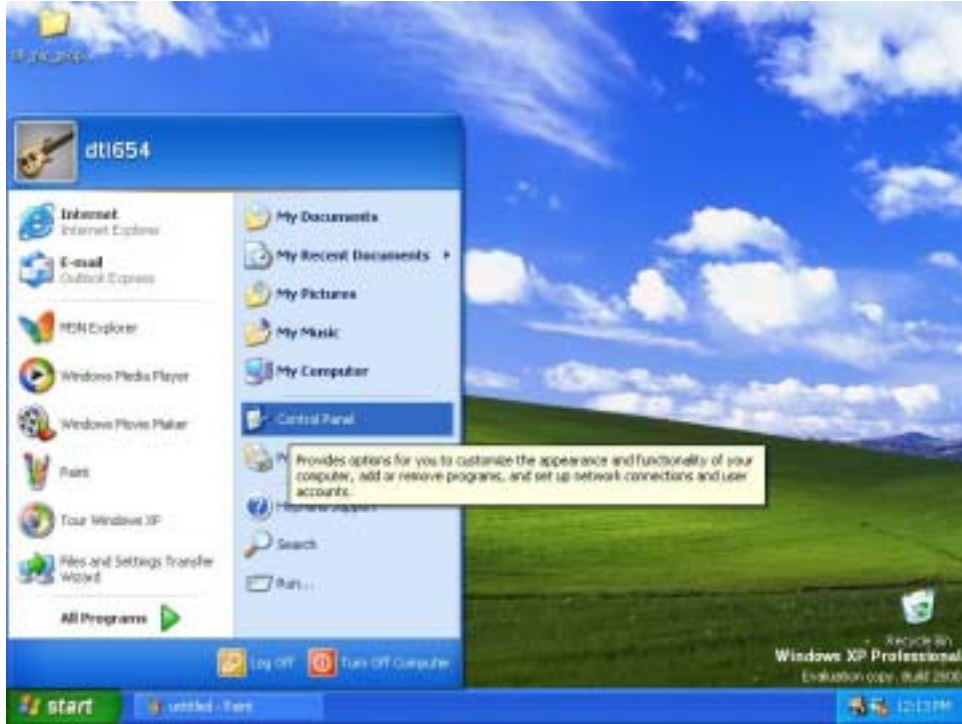 dtl654
Internet
Internet Explorer
E-mail
Outlook Express
MSN Explorer
Windows Media Player
Windows Movie Maker
Paint
Tour Windows XP
Files and Settings Transfer
Wizard
All Programs
My Documents
My Recent Documents
My Pictures
My Music
My Computer
Control Panel
Provides options for you to customize the appearance and functionality of your
computer, add or remove programs, and set up network connections and user
accounts.
Search
Run...
Log Off
Turn Off Computer
Recycle Bin
Windows XP Professional
Evaluation copy. Build 2600
start
untitled - Paint
12:13 PM